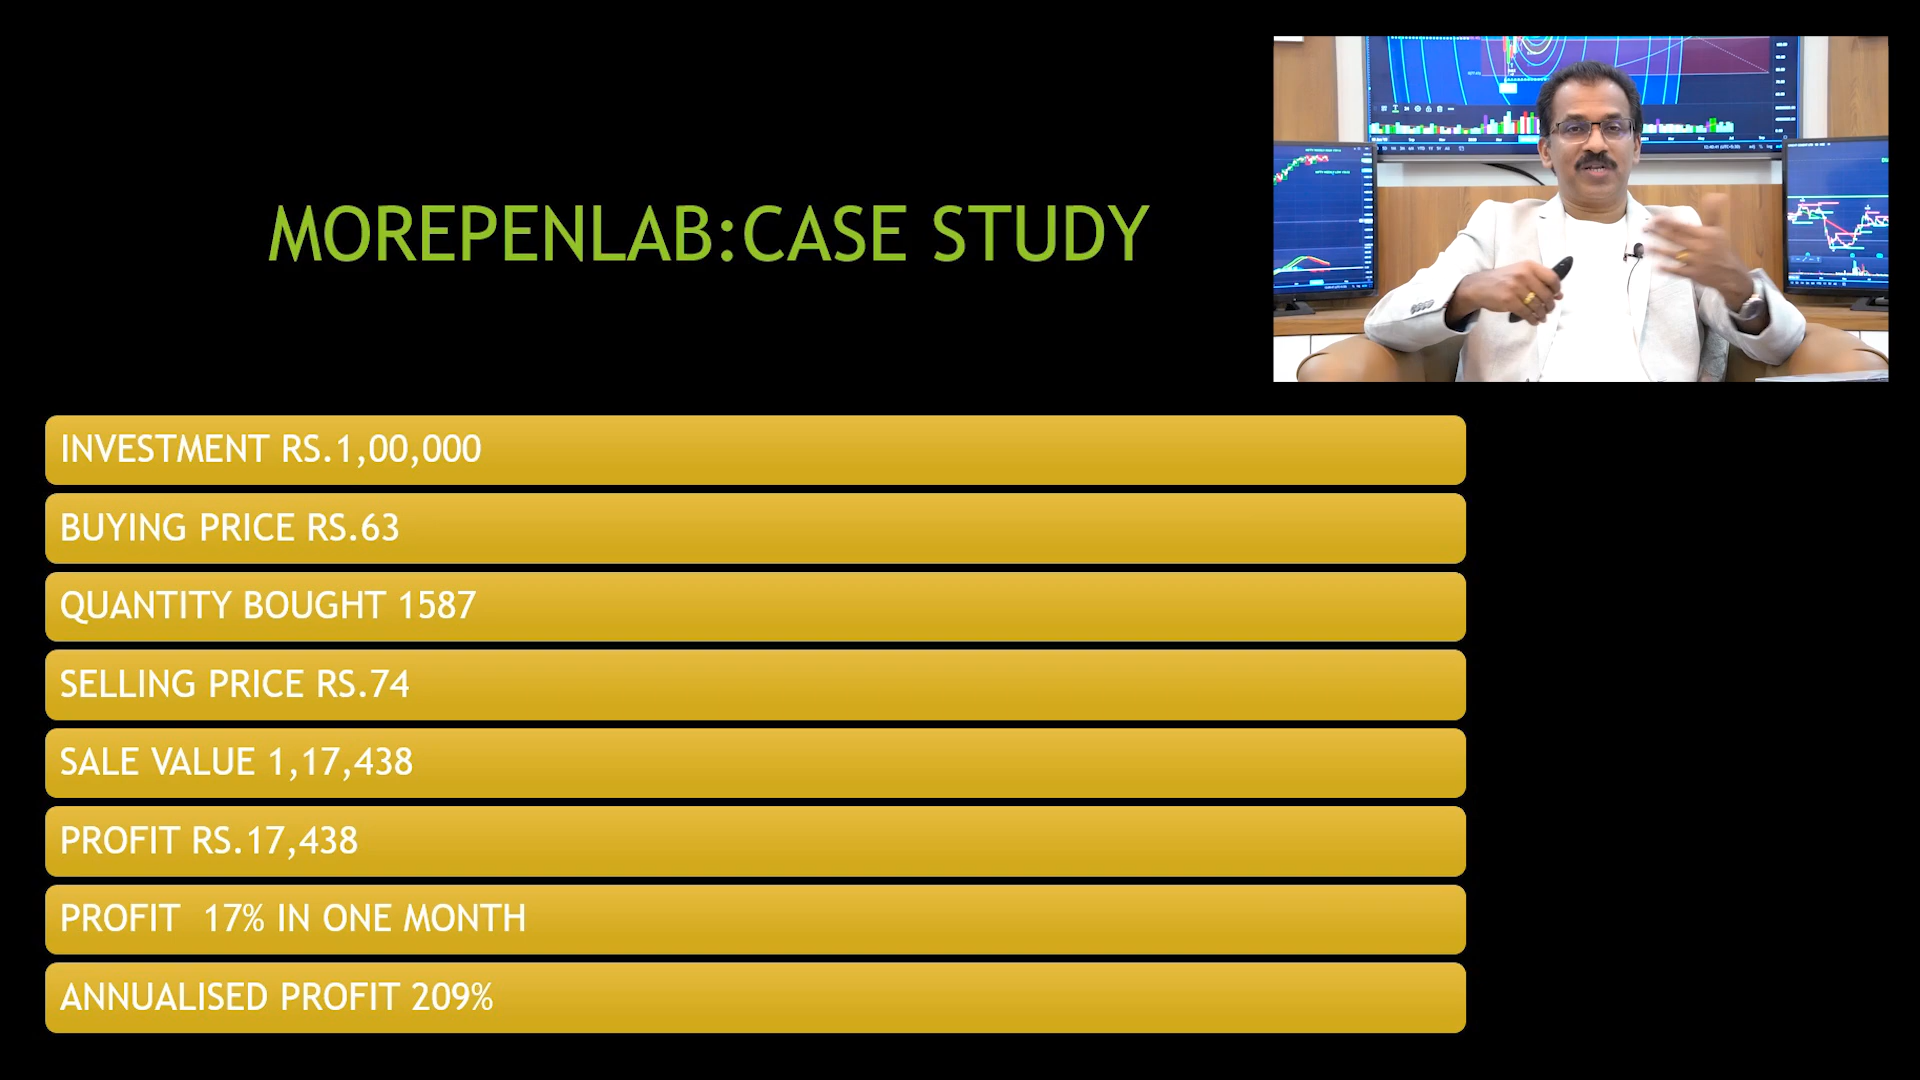 MOREPENLAB:CASE STUDY
INVESTMENT RS.1,00,000
BUYING PRICE RS.63
QUANTITY BOUGHT 1587
SELLING PRICE RS.74
SALE VALUE 1,17,438
PROFIT RS.17,438
PROFIT 17% IN ONE MONTH
ANNUALISED PROFIT 209%